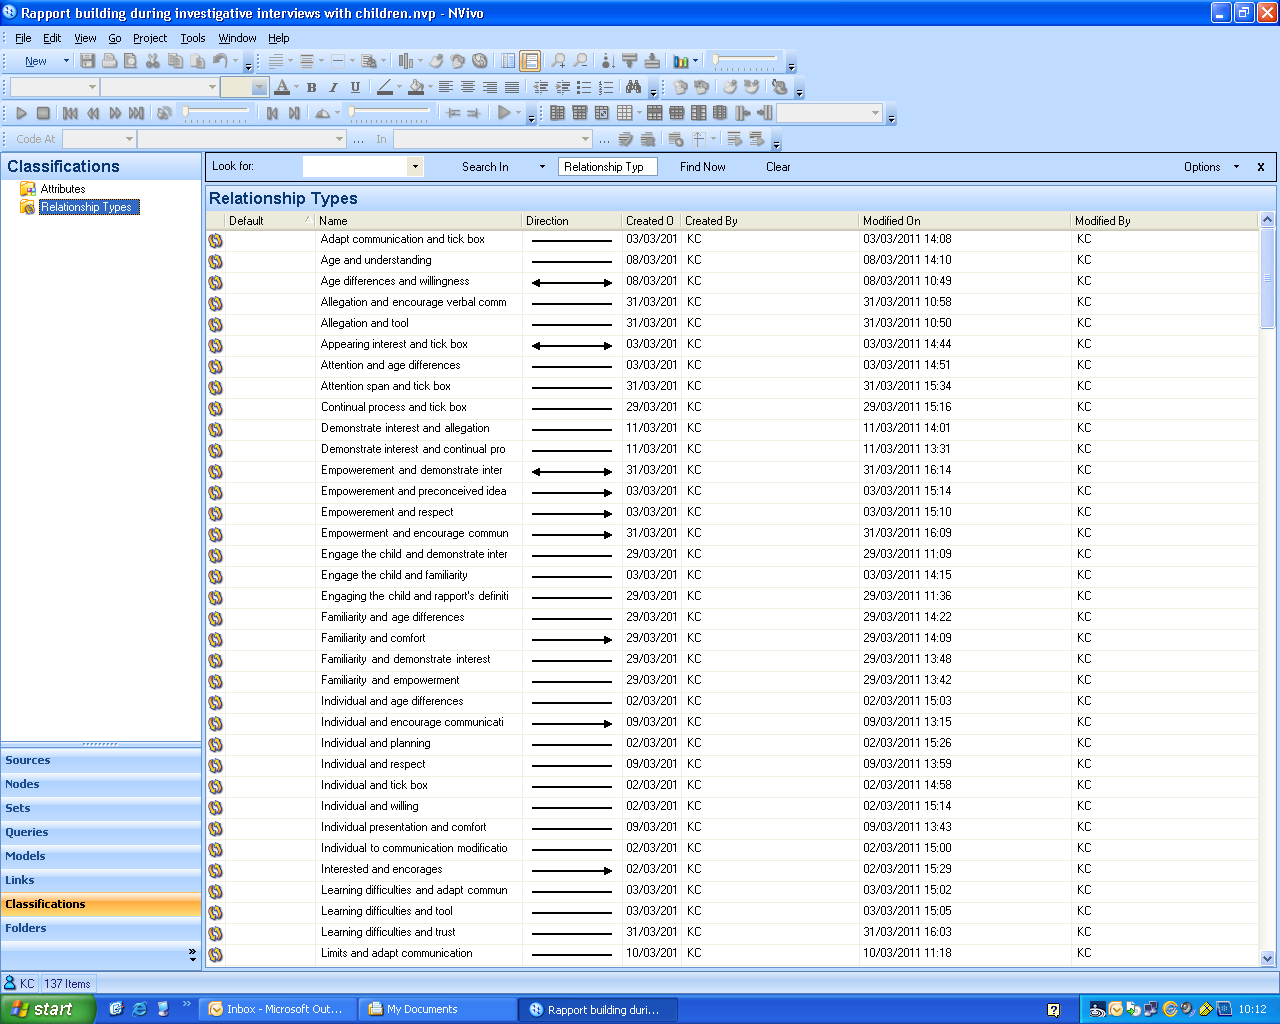 Rapport building during investigative interviews with children.nvp - NVivo
File Edit View Go Project Tools Window Help
New
B I U
Code At ... In ...
Classifications
Attributes
Relationship Types
Sources
Nodes
Sets
Queries
Models
Links
Classifications
Folders
»
Look for: Search In Relationship Typ Find Now Clear Options x
Relationship Types
Default Name Direction Created O Created By Modified On Modified By
Adapt communication and tick box 03/03/201 KC 03/03/2011 14:08 KC
Age and understanding 08/03/201 KC 08/03/2011 14:10 KC
Age differences and willingness 08/03/201 KC 08/03/2011 10:49 KC
Allegation and encourage verbal comm 31/03/201 KC 31/03/2011 10:58 KC
Allegation and tool 31/03/201 KC 31/03/2011 10:50 KC
Appearing interest and tick box 03/03/201 KC 03/03/2011 14:44 KC
Attention and age differences 03/03/201 KC 03/03/2011 14:51 KC
Attention span and tick box 31/03/201 KC 31/03/2011 15:34 KC
Continual process and tick box 29/03/201 KC 29/03/2011 15:16 KC
Demonstrate interest and allegation 11/03/201 KC 11/03/2011 14:01 KC
Demonstrate interest and continual pro 11/03/201 KC 11/03/2011 13:31 KC
Empowerement and demonstrate inter 31/03/201 KC 31/03/2011 16:14 KC
Empowerement and preconceived idea 03/03/201 KC 03/03/2011 15:14 KC
Empowerement and respect 03/03/201 KC 03/03/2011 15:10 KC
Empowerment and encourage commun 31/03/201 KC 31/03/2011 16:09 KC
Engage the child and demonstrate inter 29/03/201 KC 29/03/2011 11:09 KC
Engage the child and familiarity 03/03/201 KC 03/03/2011 14:15 KC
Engaging the child and rapport's definiti 29/03/201 KC 29/03/2011 11:36 KC
Familiarity and age differences 29/03/201 KC 29/03/2011 14:22 KC
Familiarity and comfort 29/03/201 KC 29/03/2011 14:09 KC
Familiarity and demonstrate interest 29/03/201 KC 29/03/2011 13:48 KC
Familiarity and empowerment 29/03/201 KC 29/03/2011 13:42 KC
Individual and age differences 02/03/201 KC 02/03/2011 15:03 KC
Individual and encourage communicati 09/03/201 KC 09/03/2011 13:15 KC
Individual and planning 02/03/201 KC 02/03/2011 15:26 KC
Individual and respect 09/03/201 KC 09/03/2011 13:59 KC
Individual and tick box 02/03/201 KC 02/03/2011 14:58 KC
Individual and willing 02/03/201 KC 02/03/2011 15:14 KC
Individual presentation and comfort 09/03/201 KC 09/03/2011 13:43 KC
Individual to communication modificatio 02/03/201 KC 02/03/2011 15:00 KC
Interested and encorages 02/03/201 KC 02/03/2011 15:29 KC
Learning difficulties and adapt commun 03/03/201 KC 03/03/2011 15:02 KC
Learning difficulties and tool 03/03/201 KC 03/03/2011 15:05 KC
Learning difficulties and trust 31/03/201 KC 31/03/2011 16:03 KC
Limits and adapt communication 10/03/201 KC 10/03/2011 11:18 KC
KC 137 Items
start » Inbox - Microsoft Out... My Documents Rapport building duri... ? 10:12